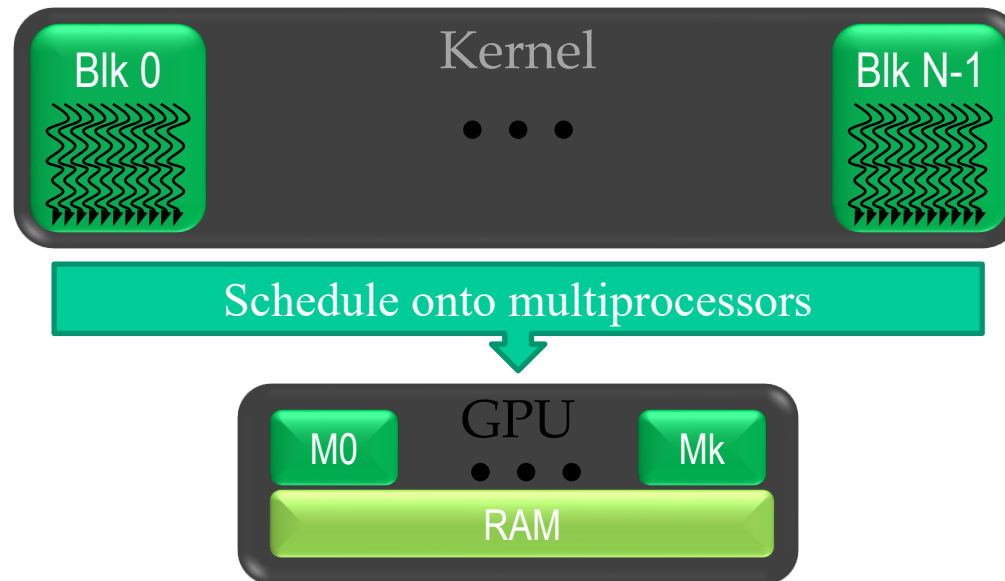 Kernel
Blk 0
Blk N-1
• • •
Schedule onto multiprocessors
GPU
M0
Mk
• • •
RAM